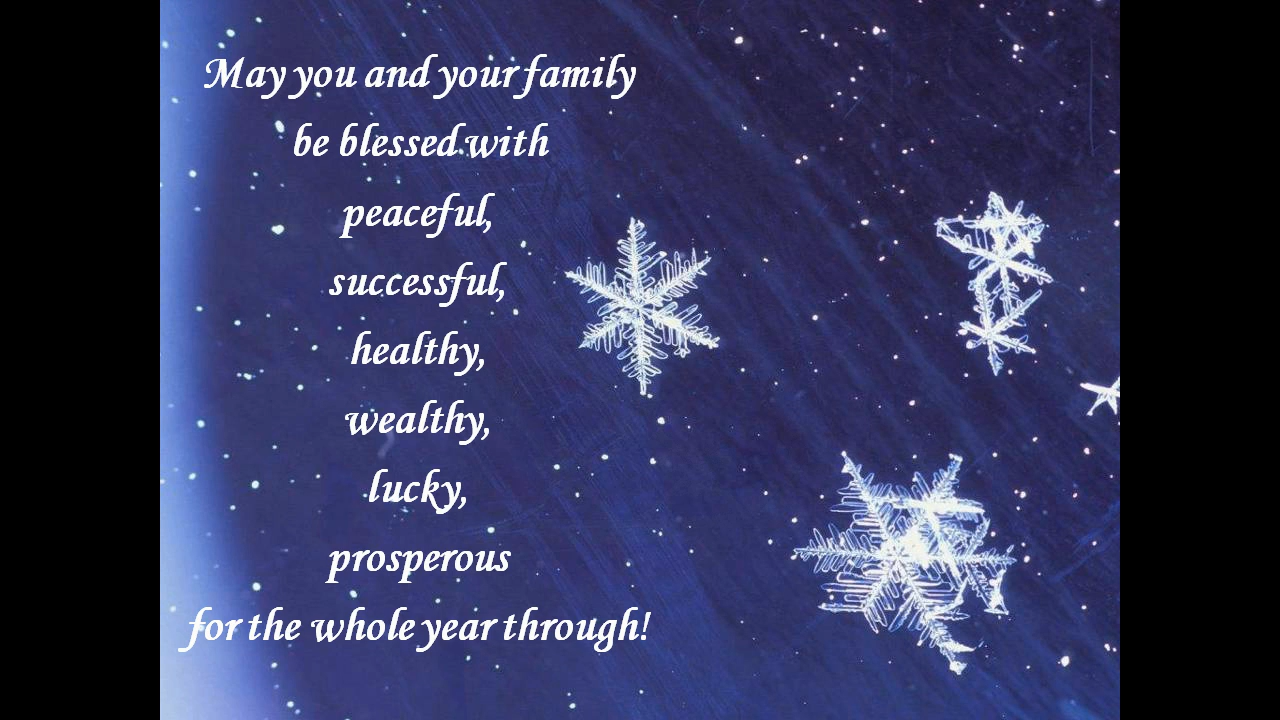 May you and your family
be blessed with
peaceful,
successful,
healthy,
wealthy,
lucky,
prosperous
for the whole year through!